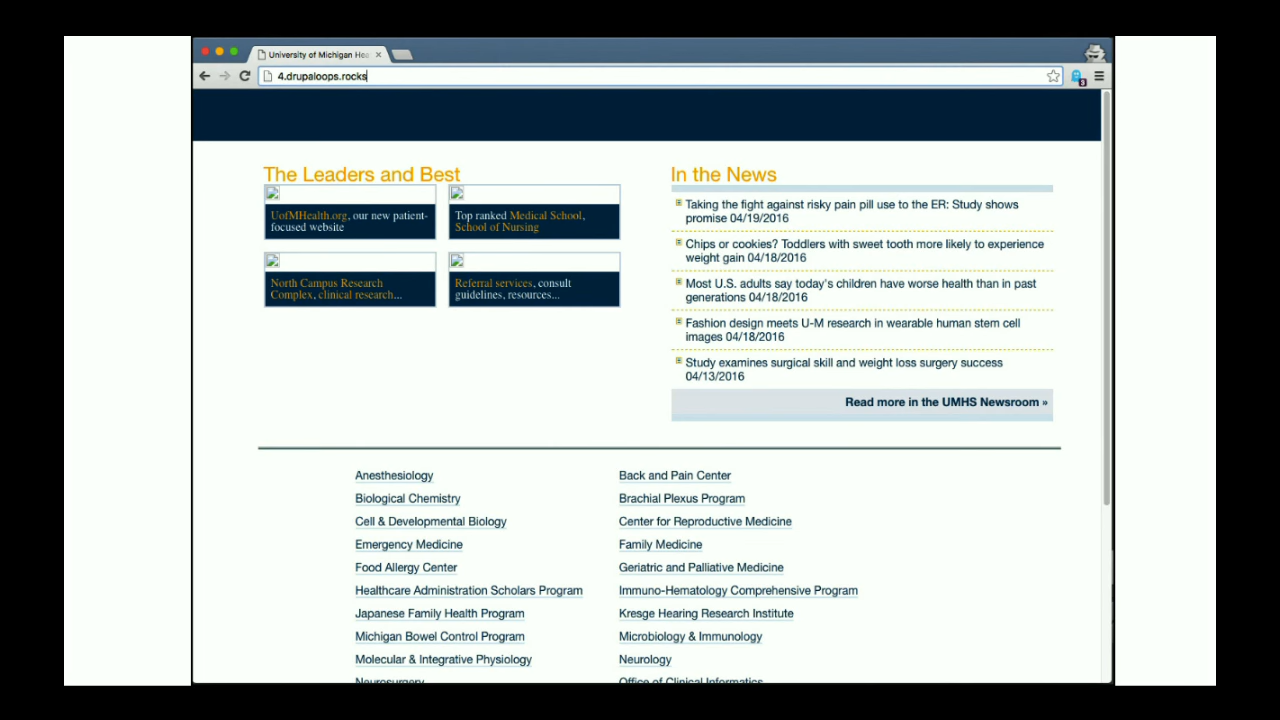 University of Michigan Hea
4.drupaloops.rocks
3
The Leaders and Best
UofMHealth.org, our new patient-
focused website
Top ranked Medical School,
School of Nursing
North Campus Research
Complex, clinical research...
Referral services, consult
guidelines, resources...
In the News
Taking the fight against risky pain pill use to the ER: Study shows
promise 04/19/2016
Chips or cookies? Toddlers with sweet tooth more likely to experience
weight gain 04/18/2016
Most U.S. adults say today's children have worse health than in past
generations 04/18/2016
Fashion design meets U-M research in wearable human stem cell
images 04/18/2016
Study examines surgical skill and weight loss surgery success
04/13/2016
Read more in the UMHS Newsroom »
Anesthesiology
Biological Chemistry
Cell & Developmental Biology
Emergency Medicine
Food Allergy Center
Healthcare Administration Scholars Program
Japanese Family Health Program
Michigan Bowel Control Program
Molecular & Integrative Physiology
Neurosurgery
Back and Pain Center
Brachial Plexus Program
Center for Reproductive Medicine
Family Medicine
Geriatric and Palliative Medicine
Immuno-Hematology Comprehensive Program
Kresge Hearing Research Institute
Microbiology & Immunology
Neurology
Office of Clinical Informatics